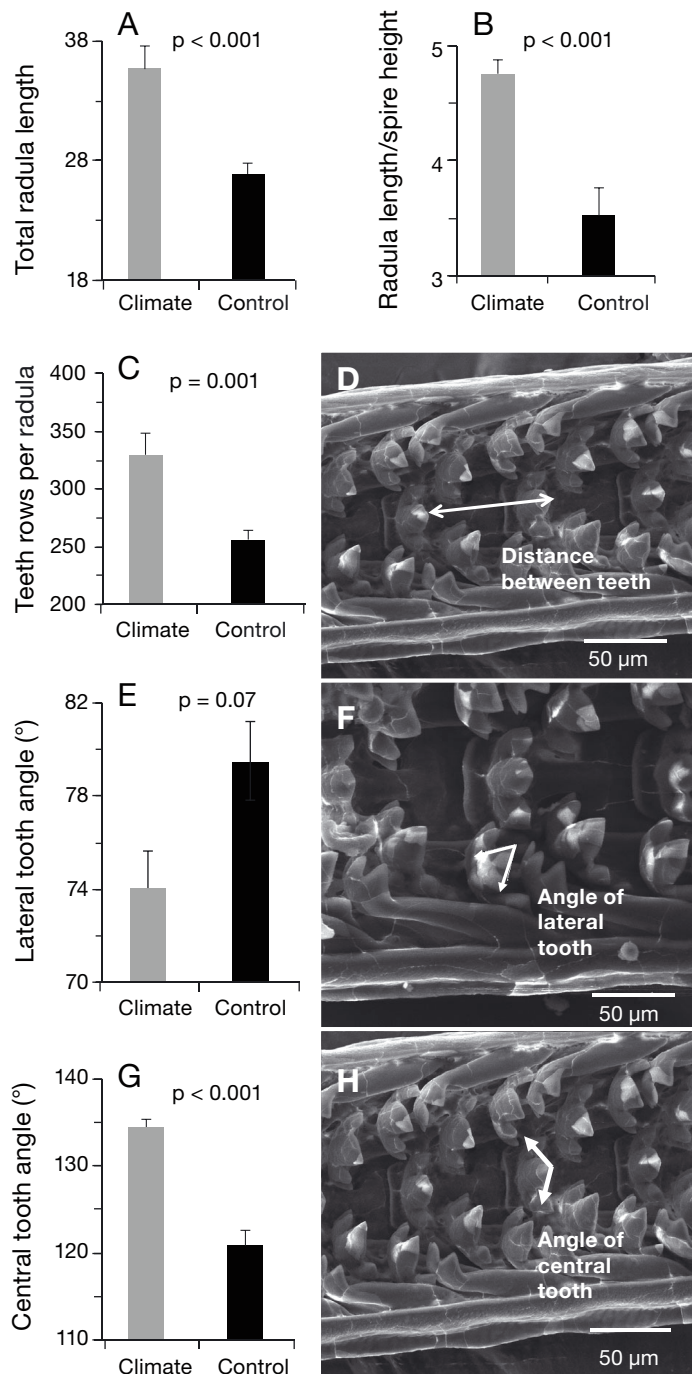 A
p < 0.001
Total radula length
38
28
18
Climate
Control
B
p < 0.001
Radula length/spire height
5
4
3
Climate
Control
C
p = 0.001
Teeth rows per radula
400
350
300
250
200
Climate
Control
D
Distance
between teeth
50 µm
E
p = 0.07
Lateral tooth angle (°)
82
78
74
70
Climate
Control
F
Angle of
lateral
tooth
50 µm
G
p < 0.001
Central tooth angle (°)
140
130
120
110
Climate
Control
H
Angle of
central
tooth
50 µm